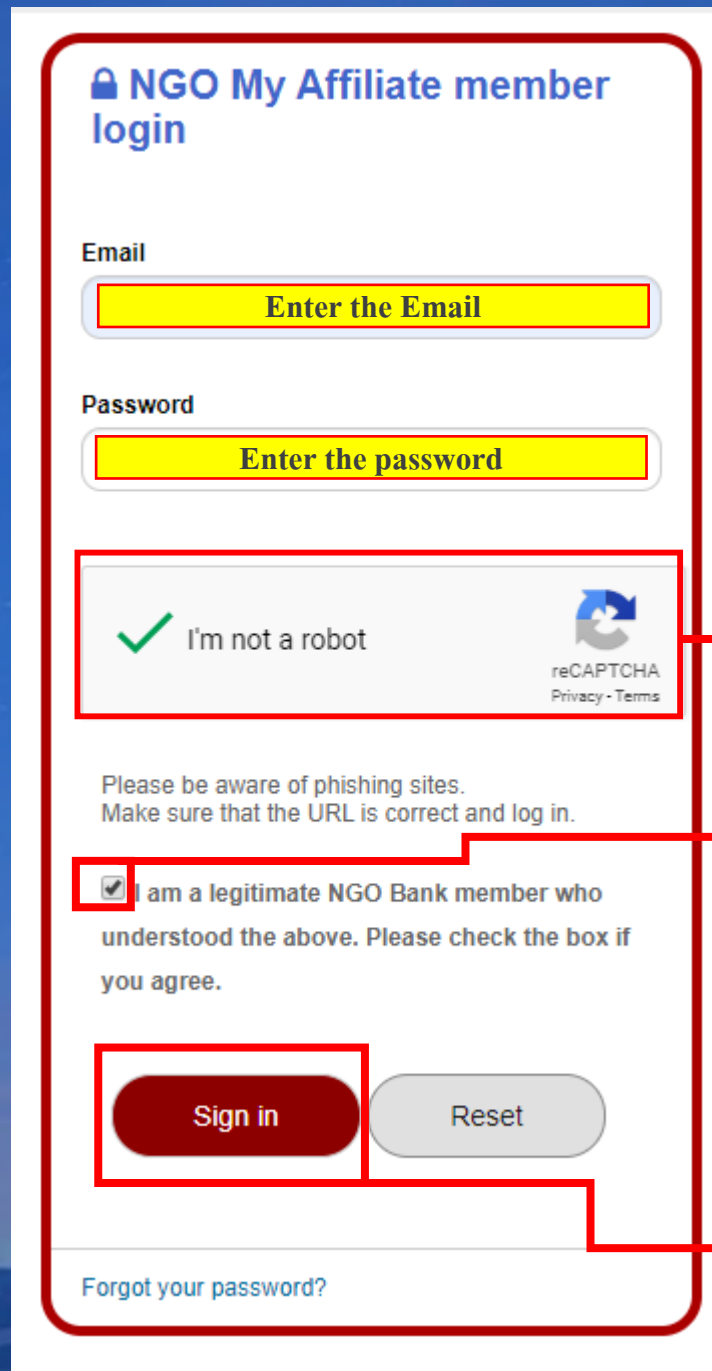 NGO My Affiliate member
login
Email
Enter the Email
Password
Enter the password
I'm not a robot
reCAPTCHA
Privacy - Terms
Please be aware of phishing sites.
Make sure that the URL is correct and log in.
I am a legitimate NGO Bank member who
understood the above. Please check the box if
you agree.
Sign in
Reset
Forgot your password?